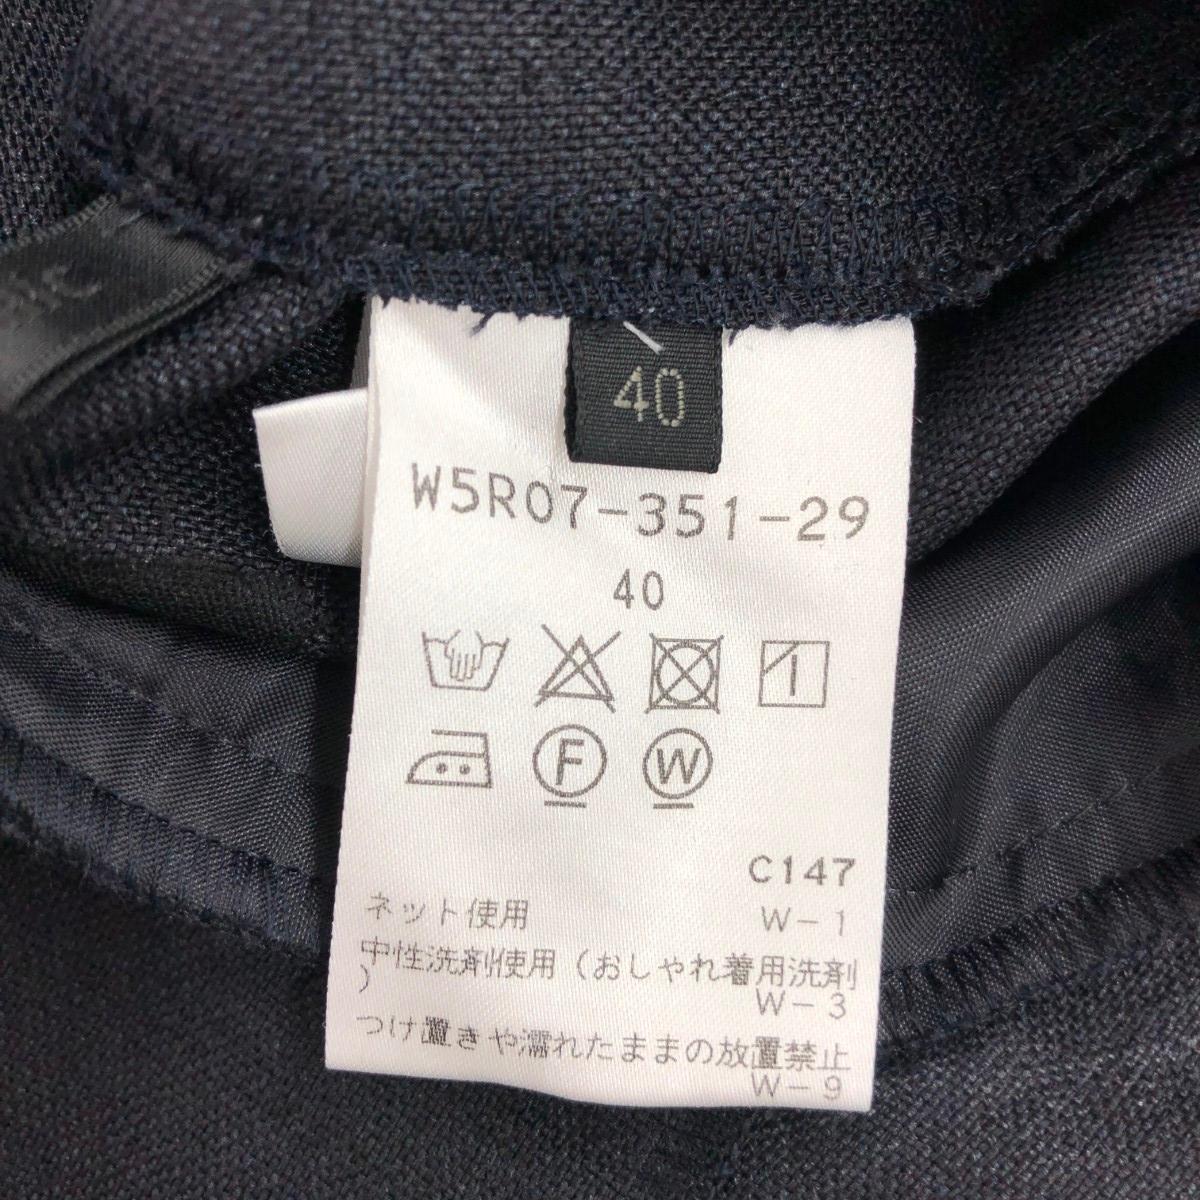 40
W5R07-351-29
40
F W
C147
ネット使用 W-1
中性洗剤使用(おしゃれ着用洗剤
) W-3
つけ置きや濡れたままの放置禁止
W-9